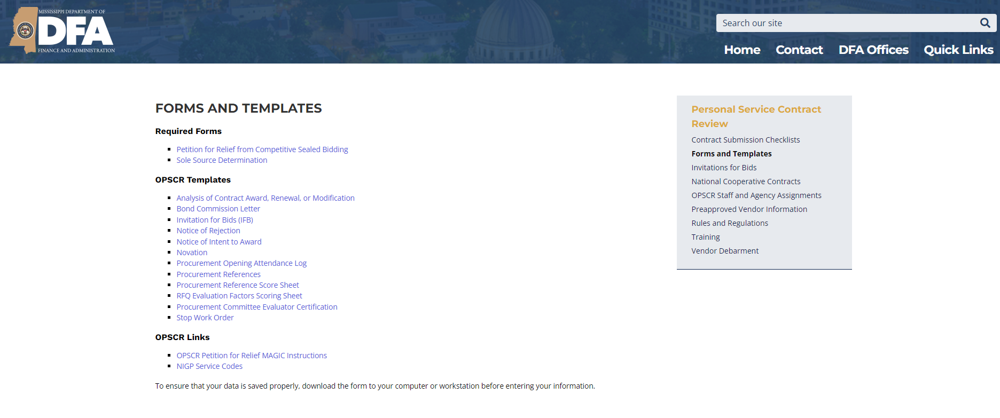 MISSISSIPPI DEPARTMENT OF
DFA
FINANCE AND ADMINISTRATION
Search our site
Home Contact DFA Offices Quick Links
FORMS AND TEMPLATES
Required Forms
Petition for Relief from Competitive Sealed Bidding
Sole Source Determination
OPSCR Templates
Analysis of Contract Award, Renewal, or Modification
Bond Commission Letter
Invitation for Bids (IFB)
Notice of Rejection
Notice of Intent to Award
Novation
Procurement Opening Attendance Log
Procurement References
Procurement Reference Score Sheet
RFQ Evaluation Factors Scoring Sheet
Procurement Committee Evaluator Certification
Stop Work Order
OPSCR Links
OPSCR Petition for Relief MAGIC Instructions
NIGP Service Codes
To ensure that your data is saved properly, download the form to your computer or workstation before entering your information.
Personal Service Contract
Review
Contract Submission Checklists
Forms and Templates
Invitations for Bids
National Cooperative Contracts
OPSCR Staff and Agency Assignments
Preapproved Vendor Information
Rules and Regulations
Training
Vendor Debarment